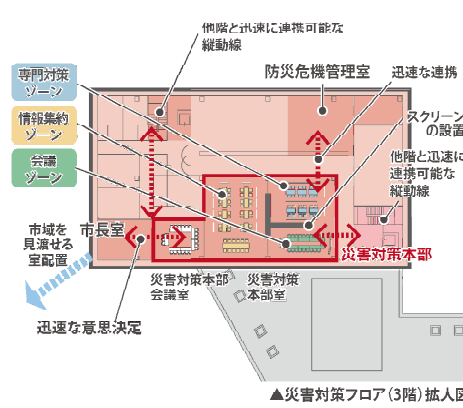 他階と迅速に連携可能な
縦動線
専門対策
ゾーン
防災危機管理室
迅速な連携
情報集約
ゾーン
スクリーン
の設置
会議
ゾーン
他階と迅速に
連携可能な
縦動線
市域を
見渡せる
室配置
市長室
災害対策本部
災害対策本部
会議室
災害対策
本部室
迅速な意思決定
▲災害対策フロア(3階)拡大図